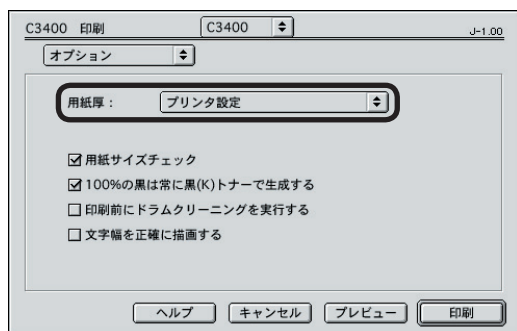 C3400 印刷 C3400 J-1.00
オプション
用紙厚： プリンタ設定
用紙サイズチェック
100%の黒は常に黒(K)トナーで生成する
印刷前にドラムクリーニングを実行する
文字幅を正確に描画する
ヘルプ キャンセル プレビュー 印刷